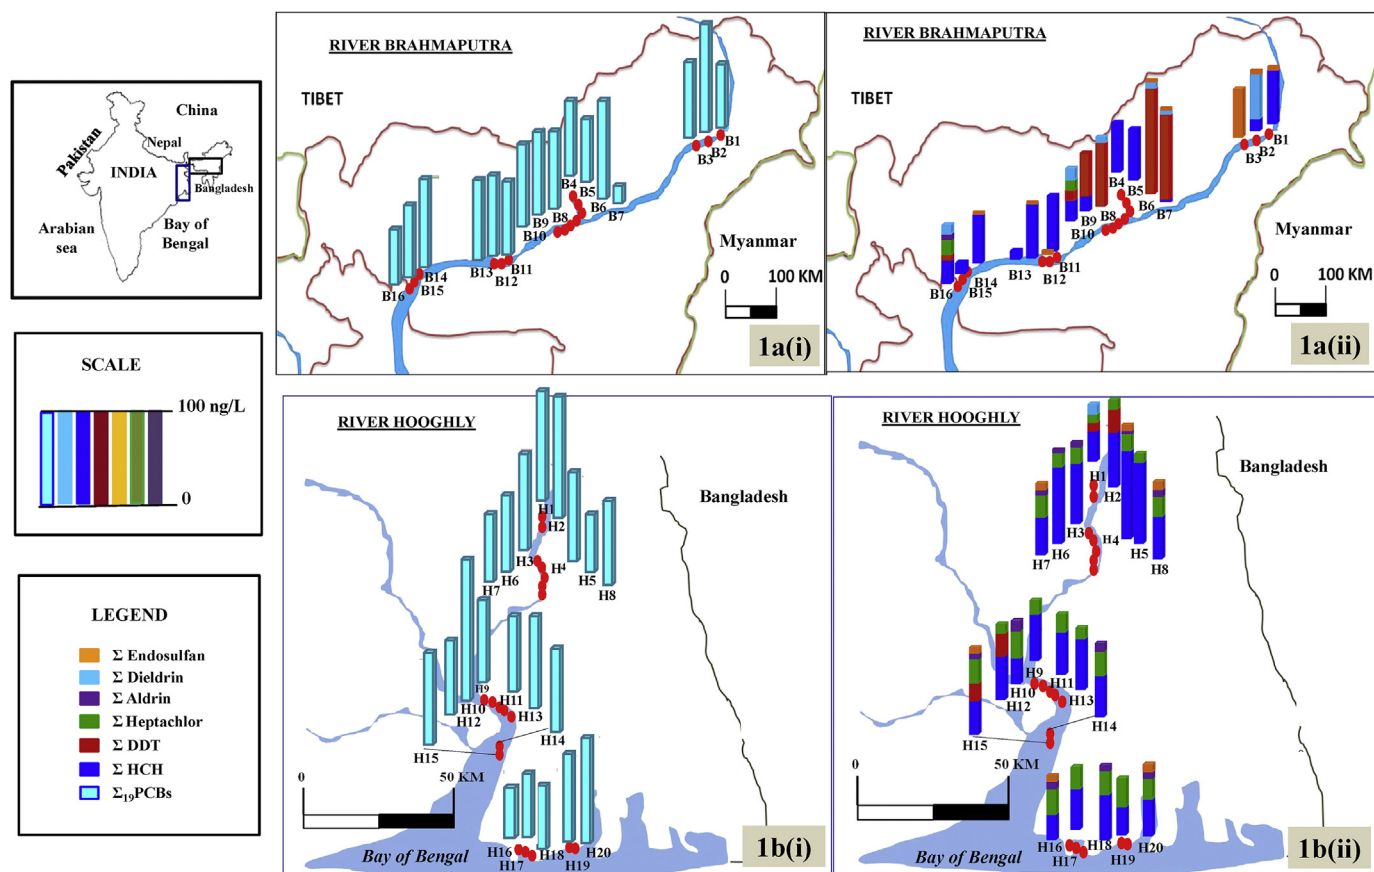 China
Pakistan
Nepal
INDIA
Bangladesh
Arabian
sea
Bay of
Bengal
SCALE
100 ng/L
0
LEGEND
Σ Endosulfan
Σ Dieldrin
Σ Aldrin
Σ Heptachlor
Σ DDT
Σ HCH
Σ19PCBs
RIVER BRAHMAPUTRA
TIBET
B1
B2
B3
B4
B5
B6
B7
B8
B9
B10
B11
B12
B13
B14
B15
B16
Myanmar
0 100 KM
1a(i)
RIVER BRAHMAPUTRA
TIBET
B1
B2
B3
B4
B5
B6
B7
B8
B9
B10
B11
B12
B13
B14
B15
B16
Myanmar
0 100 KM
1a(ii)
RIVER HOOGHLY
Bangladesh
H1
H2
H3
H4
H5
H6
H7
H8
H9
H10
H11
H12
H13
H14
H15
0 50 KM
H16
H17
H18
H19
H20
Bay of Bengal
1b(i)
RIVER HOOGHLY
Bangladesh
H1
H2
H3
H4
H5
H6
H7
H8
H9
H10
H11
H12
H13
H14
H15
0 50 KM
H16
H17
H18
H19
H20
Bay of Bengal
1b(ii)